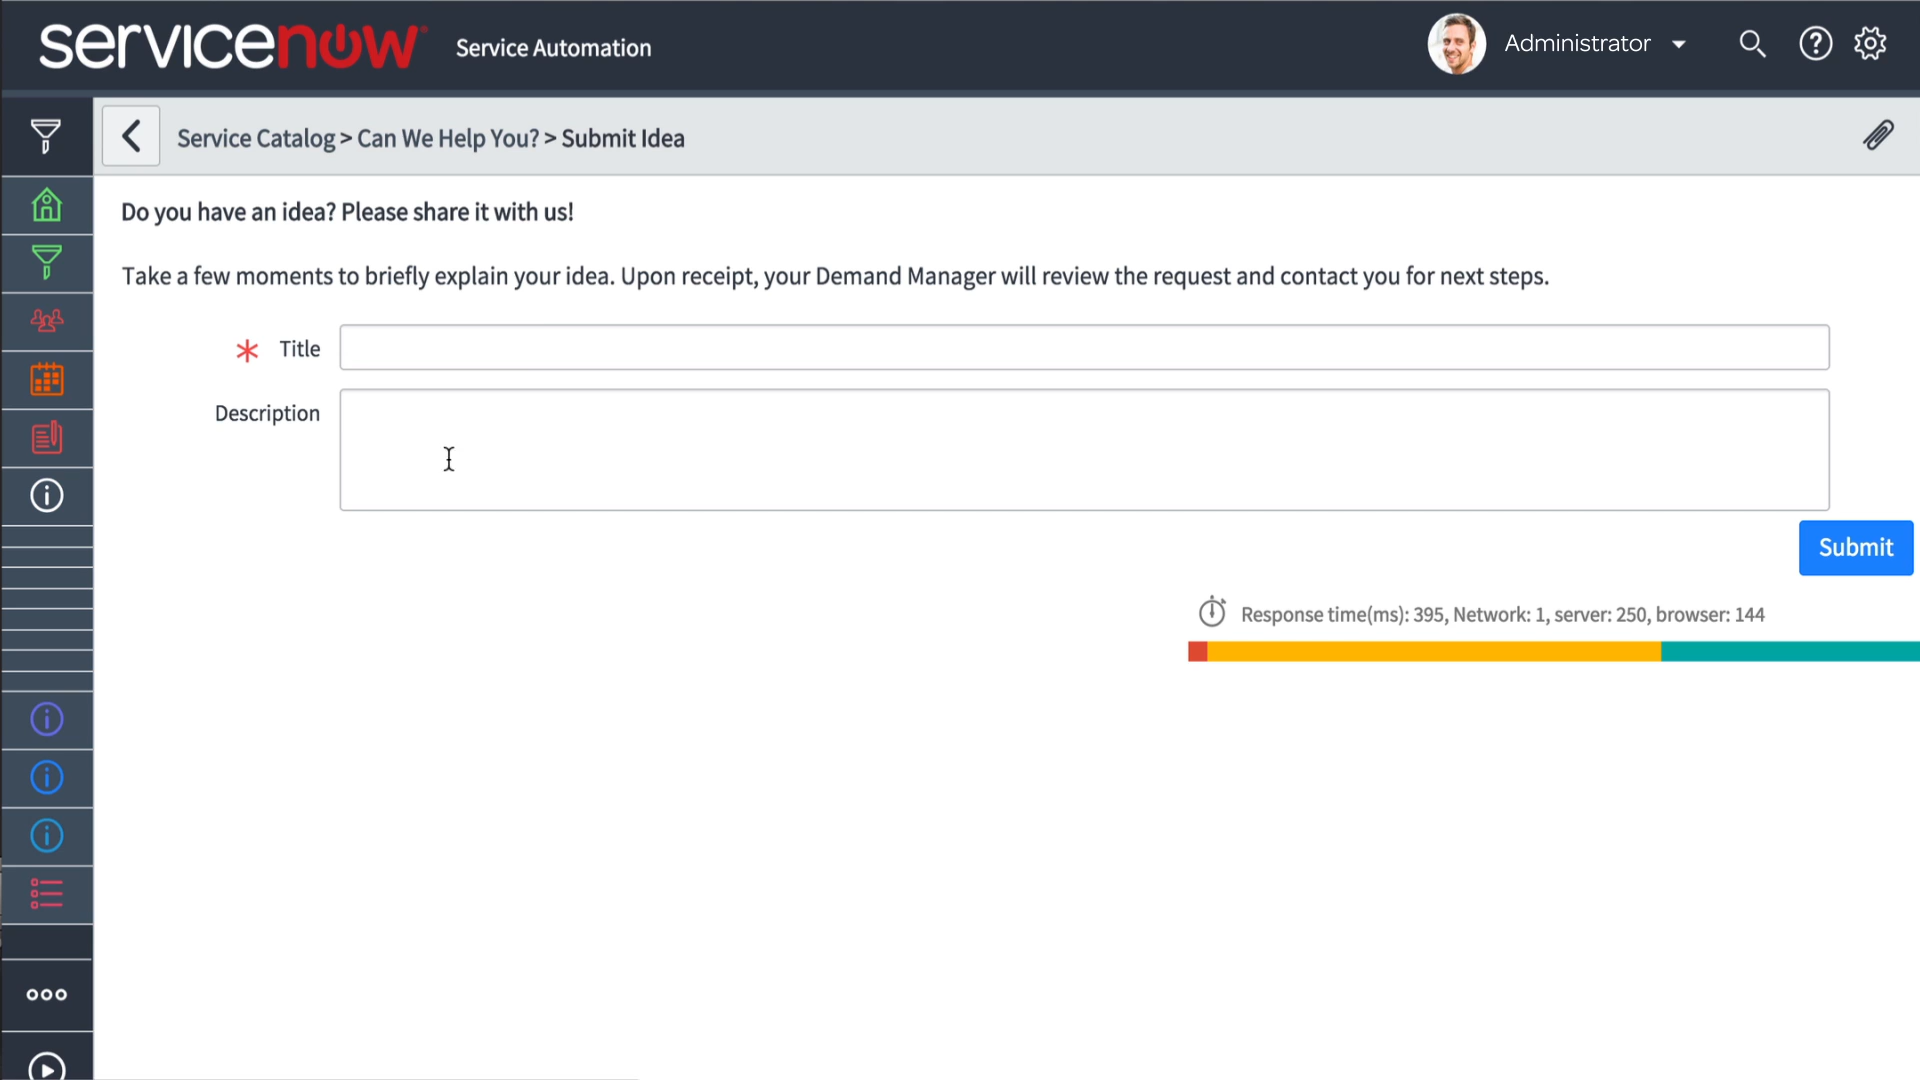 servicenow Service Automation
Administrator
Service Catalog > Can We Help You? > Submit Idea
Do you have an idea? Please share it with us!
Take a few moments to briefly explain your idea. Upon receipt, your Demand Manager will review the request and contact you for next steps.
* Title
Description
Submit
Response time(ms): 395, Network: 1, server: 250, browser: 144